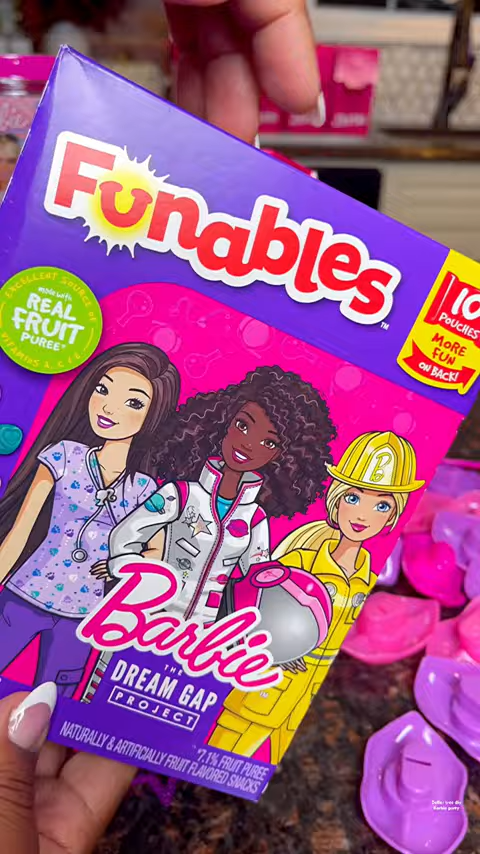 Funables
TM
EXCELLENT SOURCE OF
VITAMINS A, C, & E
made with
REAL
FRUIT
PUREE*
10
POUCHES
MORE
FUN
ON BACK!
B
Barbie
THE
DREAM GAP
PROJECT
*7.1% FRUIT PUREE
NATURALLY & ARTIFICIALLY FRUIT FLAVORED SNACKS